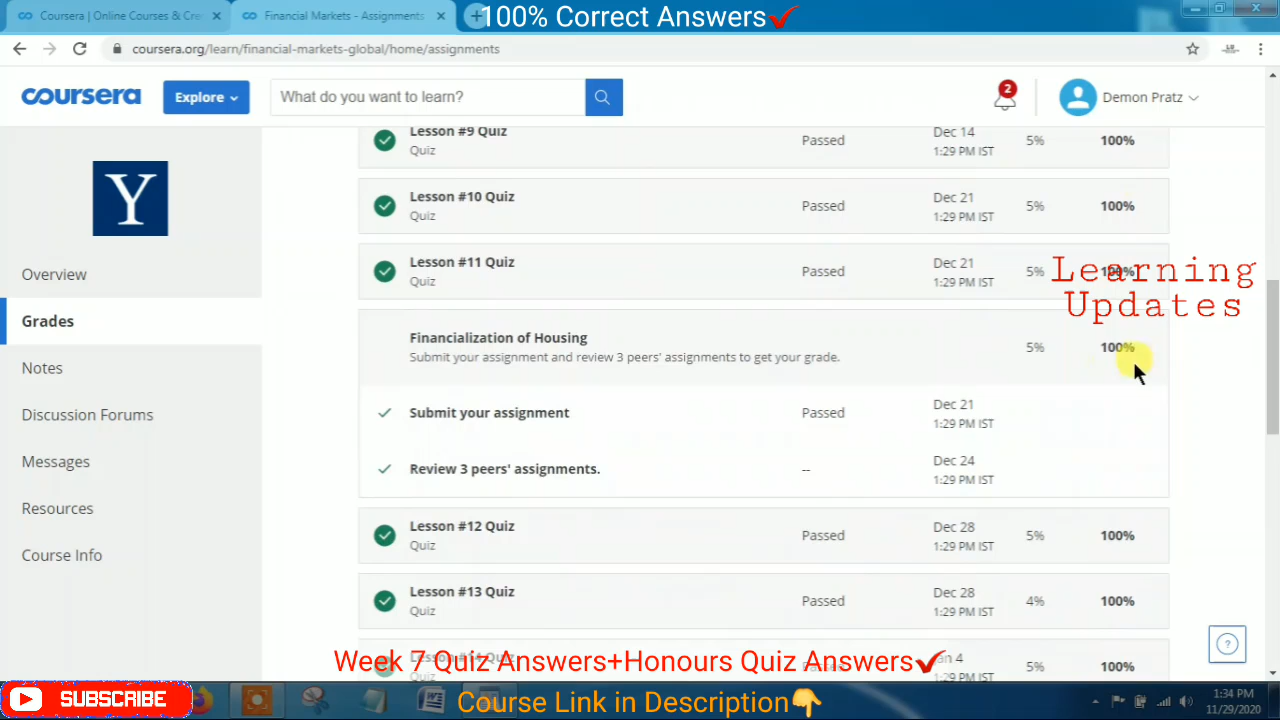 Coursera | Online Courses & Cre
Financial Markets - Assignments
100% Correct Answers
coursera.org/learn/financial-markets-global/home/assignments
coursera
Explore
What do you want to learn?
2
Demon Pratz
Y
Overview
Grades
Notes
Discussion Forums
Messages
Resources
Course Info
Lesson #9 Quiz
Quiz
Passed
Dec 14
1:29 PM IST
5%
100%
Lesson #10 Quiz
Quiz
Passed
Dec 21
1:29 PM IST
5%
100%
Lesson #11 Quiz
Quiz
Passed
Dec 21
1:29 PM IST
5%
100%
Learning
Updates
Financialization of Housing
Submit your assignment and review 3 peers' assignments to get your grade.
5%
100%
Submit your assignment
Passed
Dec 21
1:29 PM IST
Review 3 peers' assignments.
--
Dec 24
1:29 PM IST
Lesson #12 Quiz
Quiz
Passed
Dec 28
1:29 PM IST
5%
100%
Lesson #13 Quiz
Quiz
Passed
Dec 28
1:29 PM IST
4%
100%
5%
100%
Week 7 Quiz Answers+Honours Quiz Answers
SUBSCRIBE
Course Link in Description
1:34 PM
11/29/2020